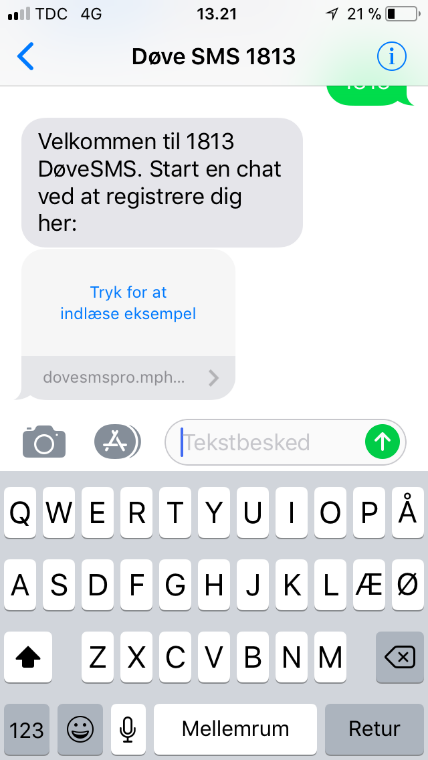 TDC 4G 13.21 21 %
Døve SMS 1813
Velkommen til 1813
DøveSMS. Start en chat
ved at registrere dig
her:
Tryk for at
indlæse eksempel
dovesmspro.mph...
Tekstbesked
Q W E R T Y U I O P Å
A S D F G H J K L Æ Ø
Z X C V B N M
123 Mellemrum Retur